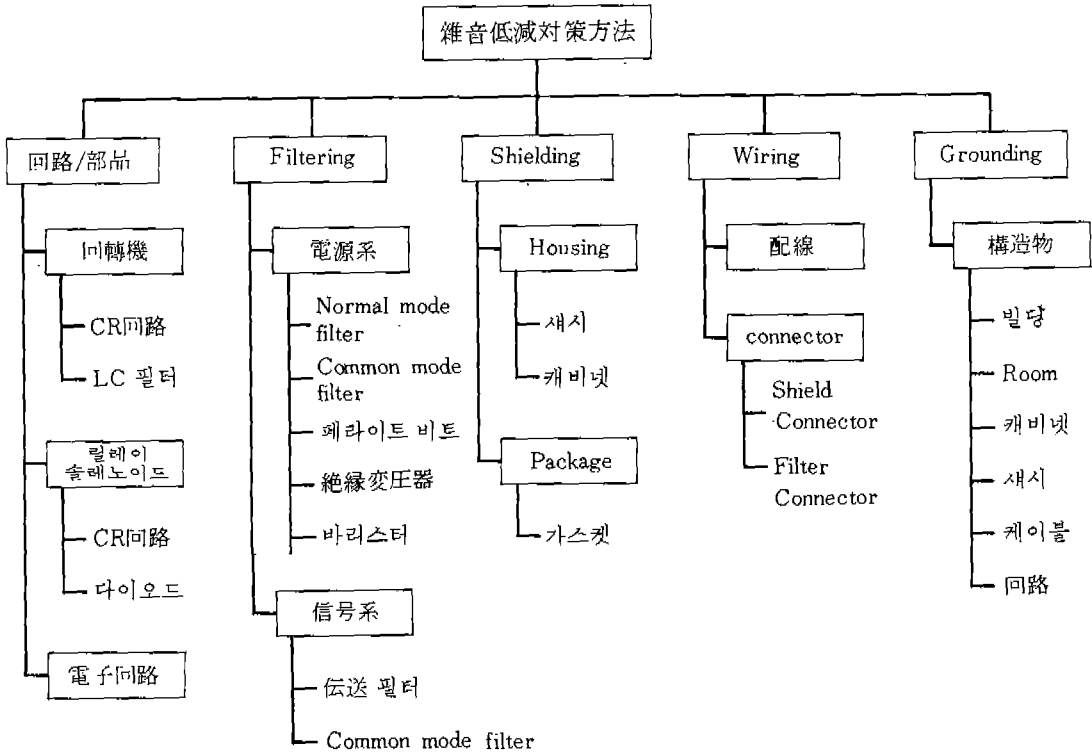 雑音低減対策方法
回路/部品
回轉機
CR回路
LC 필터
릴레이
솔레노이드
CR回路
다이오드
電子回路
Filtering
電源系
Normal mode
filter
Common mode
filter
페라이트 비트
絶縁変圧器
바리스터
信号系
伝送 필터
Common mode filter
Shielding
Housing
섀시
캐비넷
Package
가스켓
Wiring
配線
connector
Shield
Connector
Filter
Connector
Grounding
構造物
빌딩
Room
캐비넷
섀시
케이블
回路